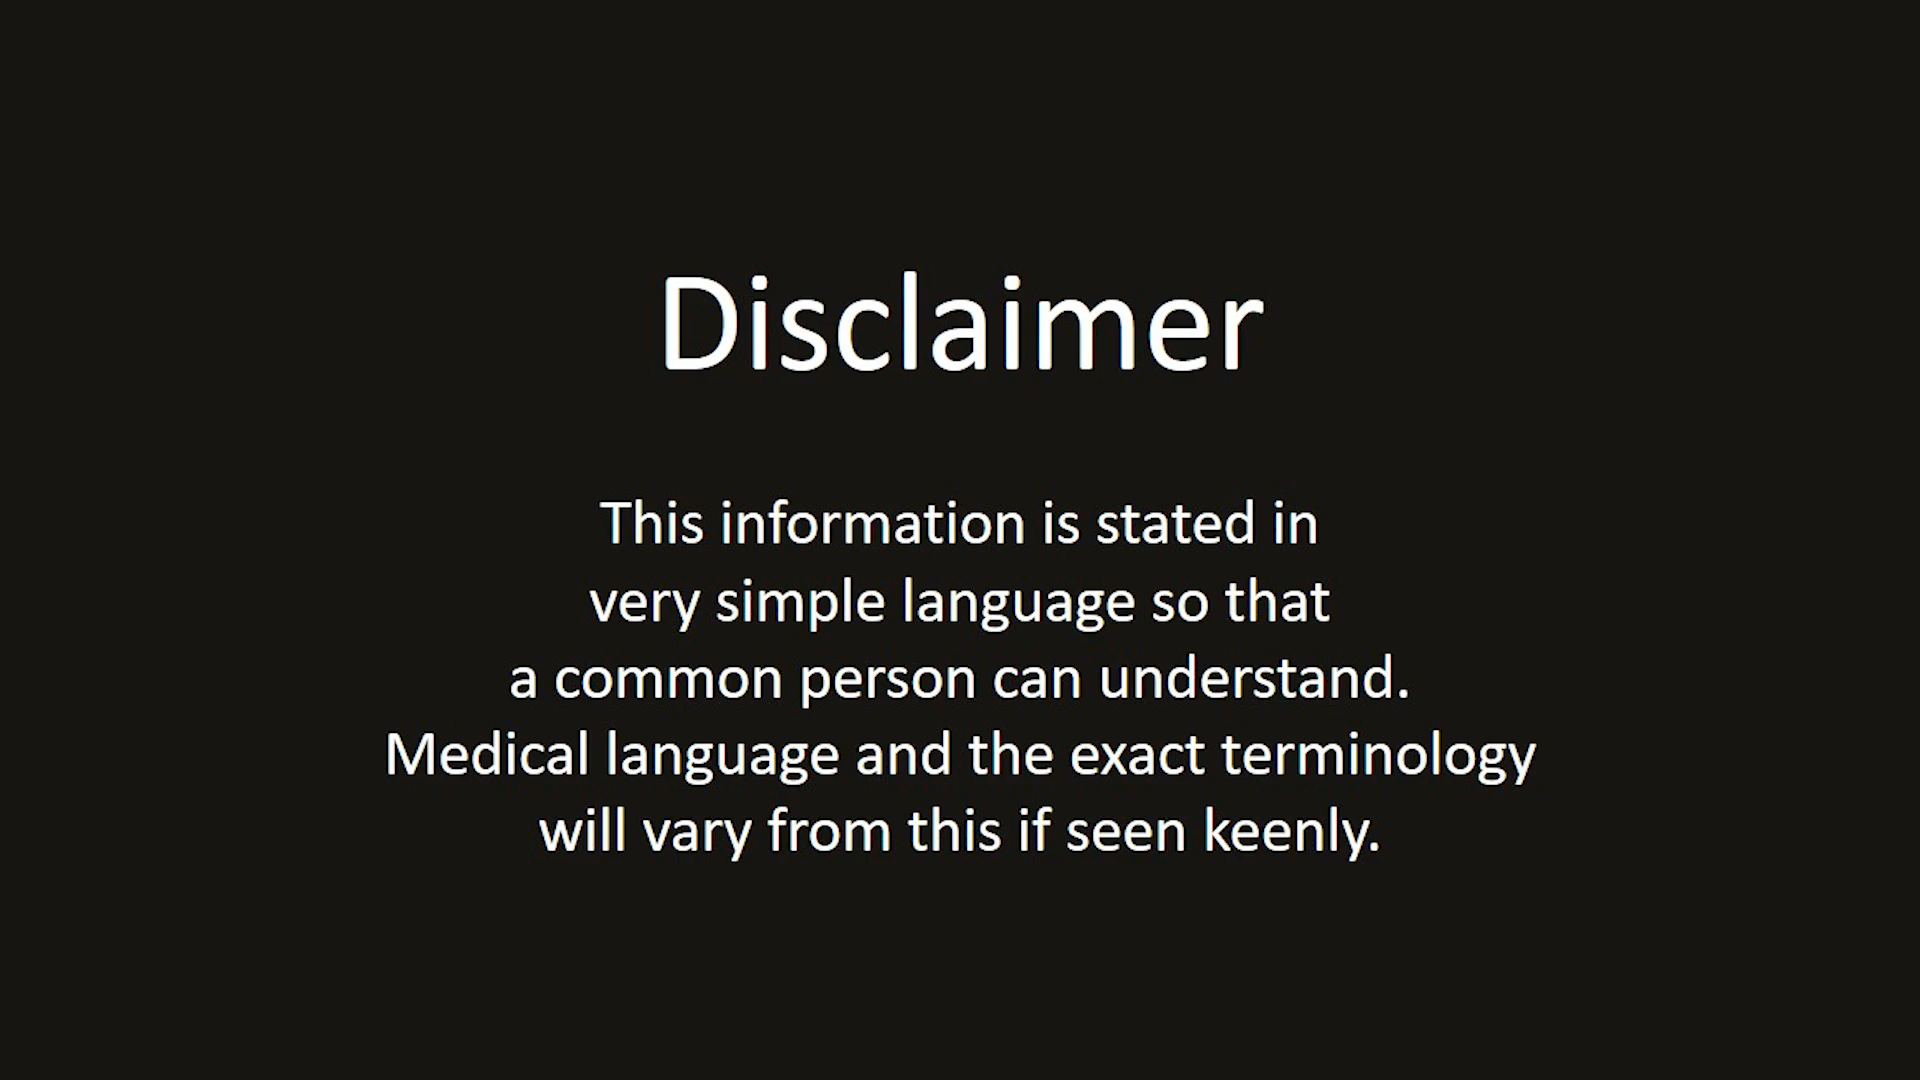 Disclaimer
This information is stated in
very simple language so that
a common person can understand.
Medical language and the exact terminology
will vary from this if seen keenly.